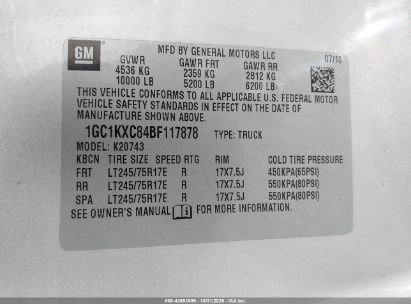 GM
MFD BY GENERAL MOTORS LLC
07/10
GVWR GAWR FRT GAWR RR
4536 KG 2359 KG 2812 KG
10000 LB 5200 LB 6200 LB
THIS VEHICLE CONFORMS TO ALL APPLICABLE U.S. FEDERAL MOTOR
VEHICLE SAFETY STANDARDS IN EFFECT ON THE DATE OF
MANUFACTURE SHOWN ABOVE.
1GC1KXC84BF117878 TYPE: TRUCK
MODEL: K20743
KBCN TIRE SIZE SPEED RTG RIM COLD TIRE PRESSURE
FRT LT245/75R17E R 17X7.5J 450KPA(65PSI)
RR LT245/75R17E R 17X7.5J 550KPA(80PSI)
SPA LT245/75R17E R 17X7.5J 550KPA(80PSI)
SEE OWNER'S MANUAL FOR MORE INFORMATION.